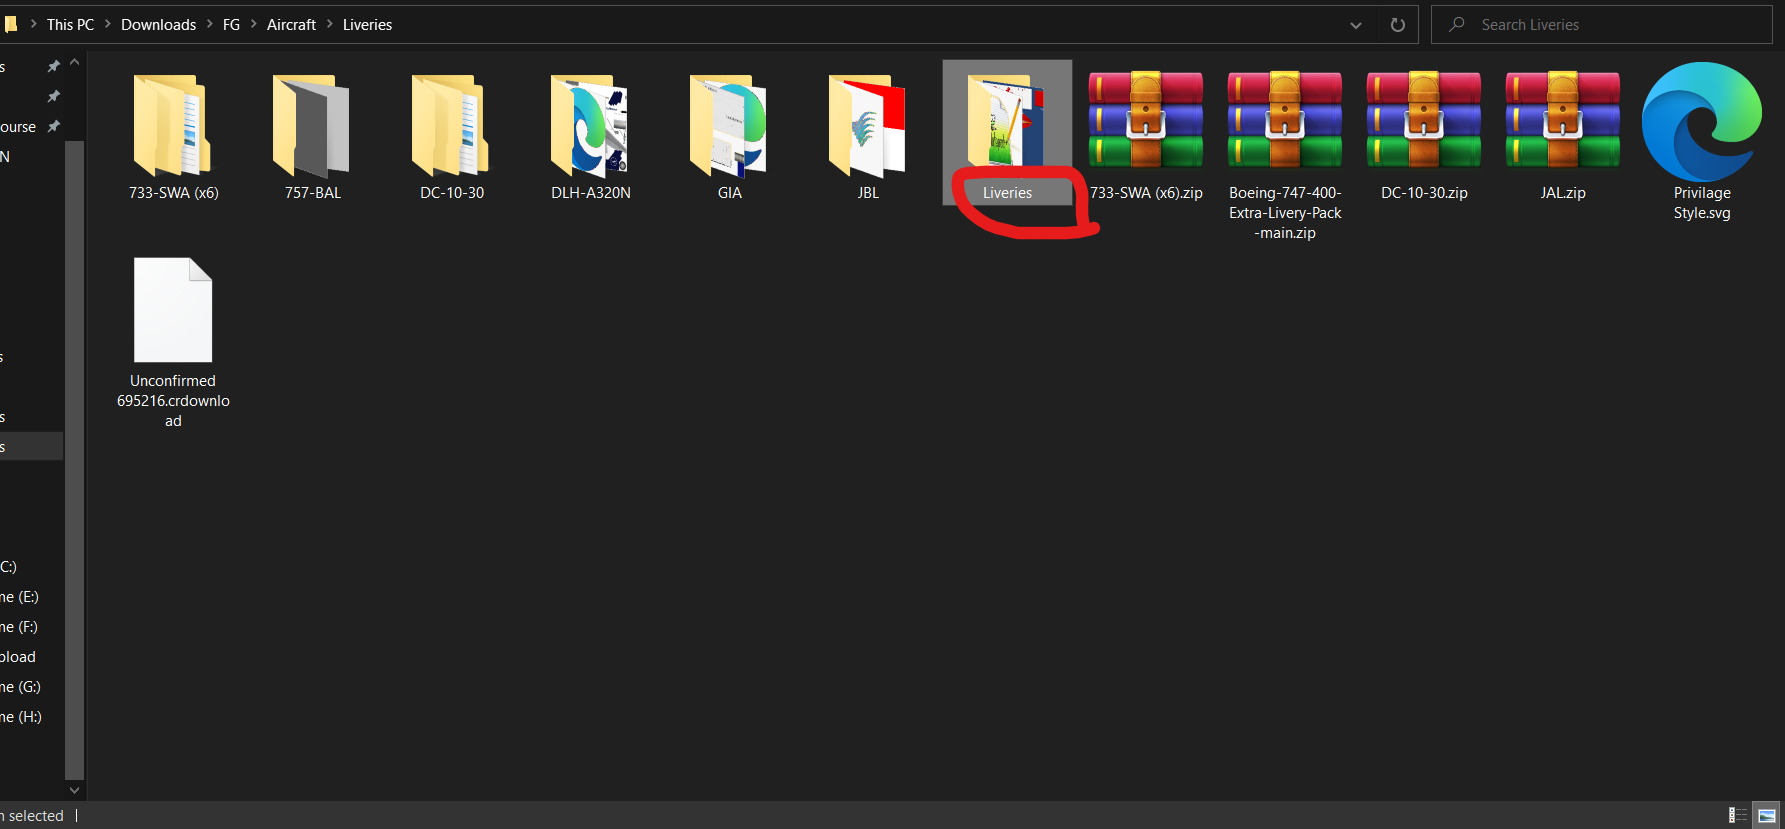 This PC > Downloads > FG > Aircraft > Liveries
Search Liveries
s
ourse
N
s
s
s
C:)
ne (E:)
ne (F:)
oload
ne (G:)
ne (H:)
733-SWA (x6)
757-BAL
DC-10-30
DLH-A320N
GIA
JBL
Liveries
733-SWA (x6).zip
Boeing-747-400-
Extra-Livery-Pack
-main.zip
DC-10-30.zip
JAL.zip
Privilage
Style.svg
Unconfirmed
695216.crdownlo
ad
selected